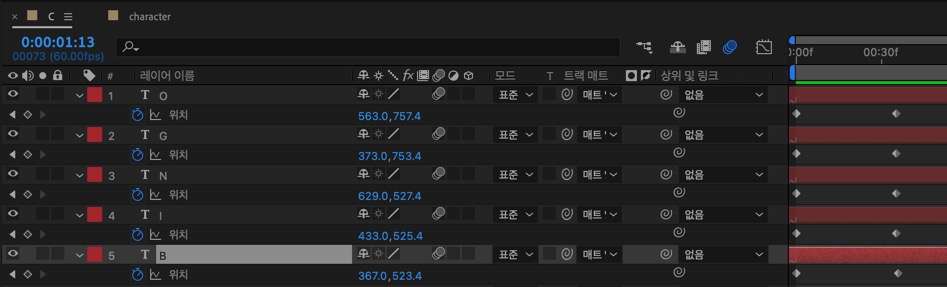 × C ☰ character
0:00:01:13
00073 (60.00fps)
:00f 00:30f
# 레이어 이름 fx 모드 T 트랙 매트 상위 및 링크
1 T O 표준 매트 없음
위치 563.0,757.4
2 T G 표준 매트 없음
위치 373.0,753.4
3 T N 표준 매트 없음
위치 629.0,527.4
4 T I 표준 매트 없음
위치 433.0,525.4
5 T B 표준 매트 없음
위치 367.0,523.4